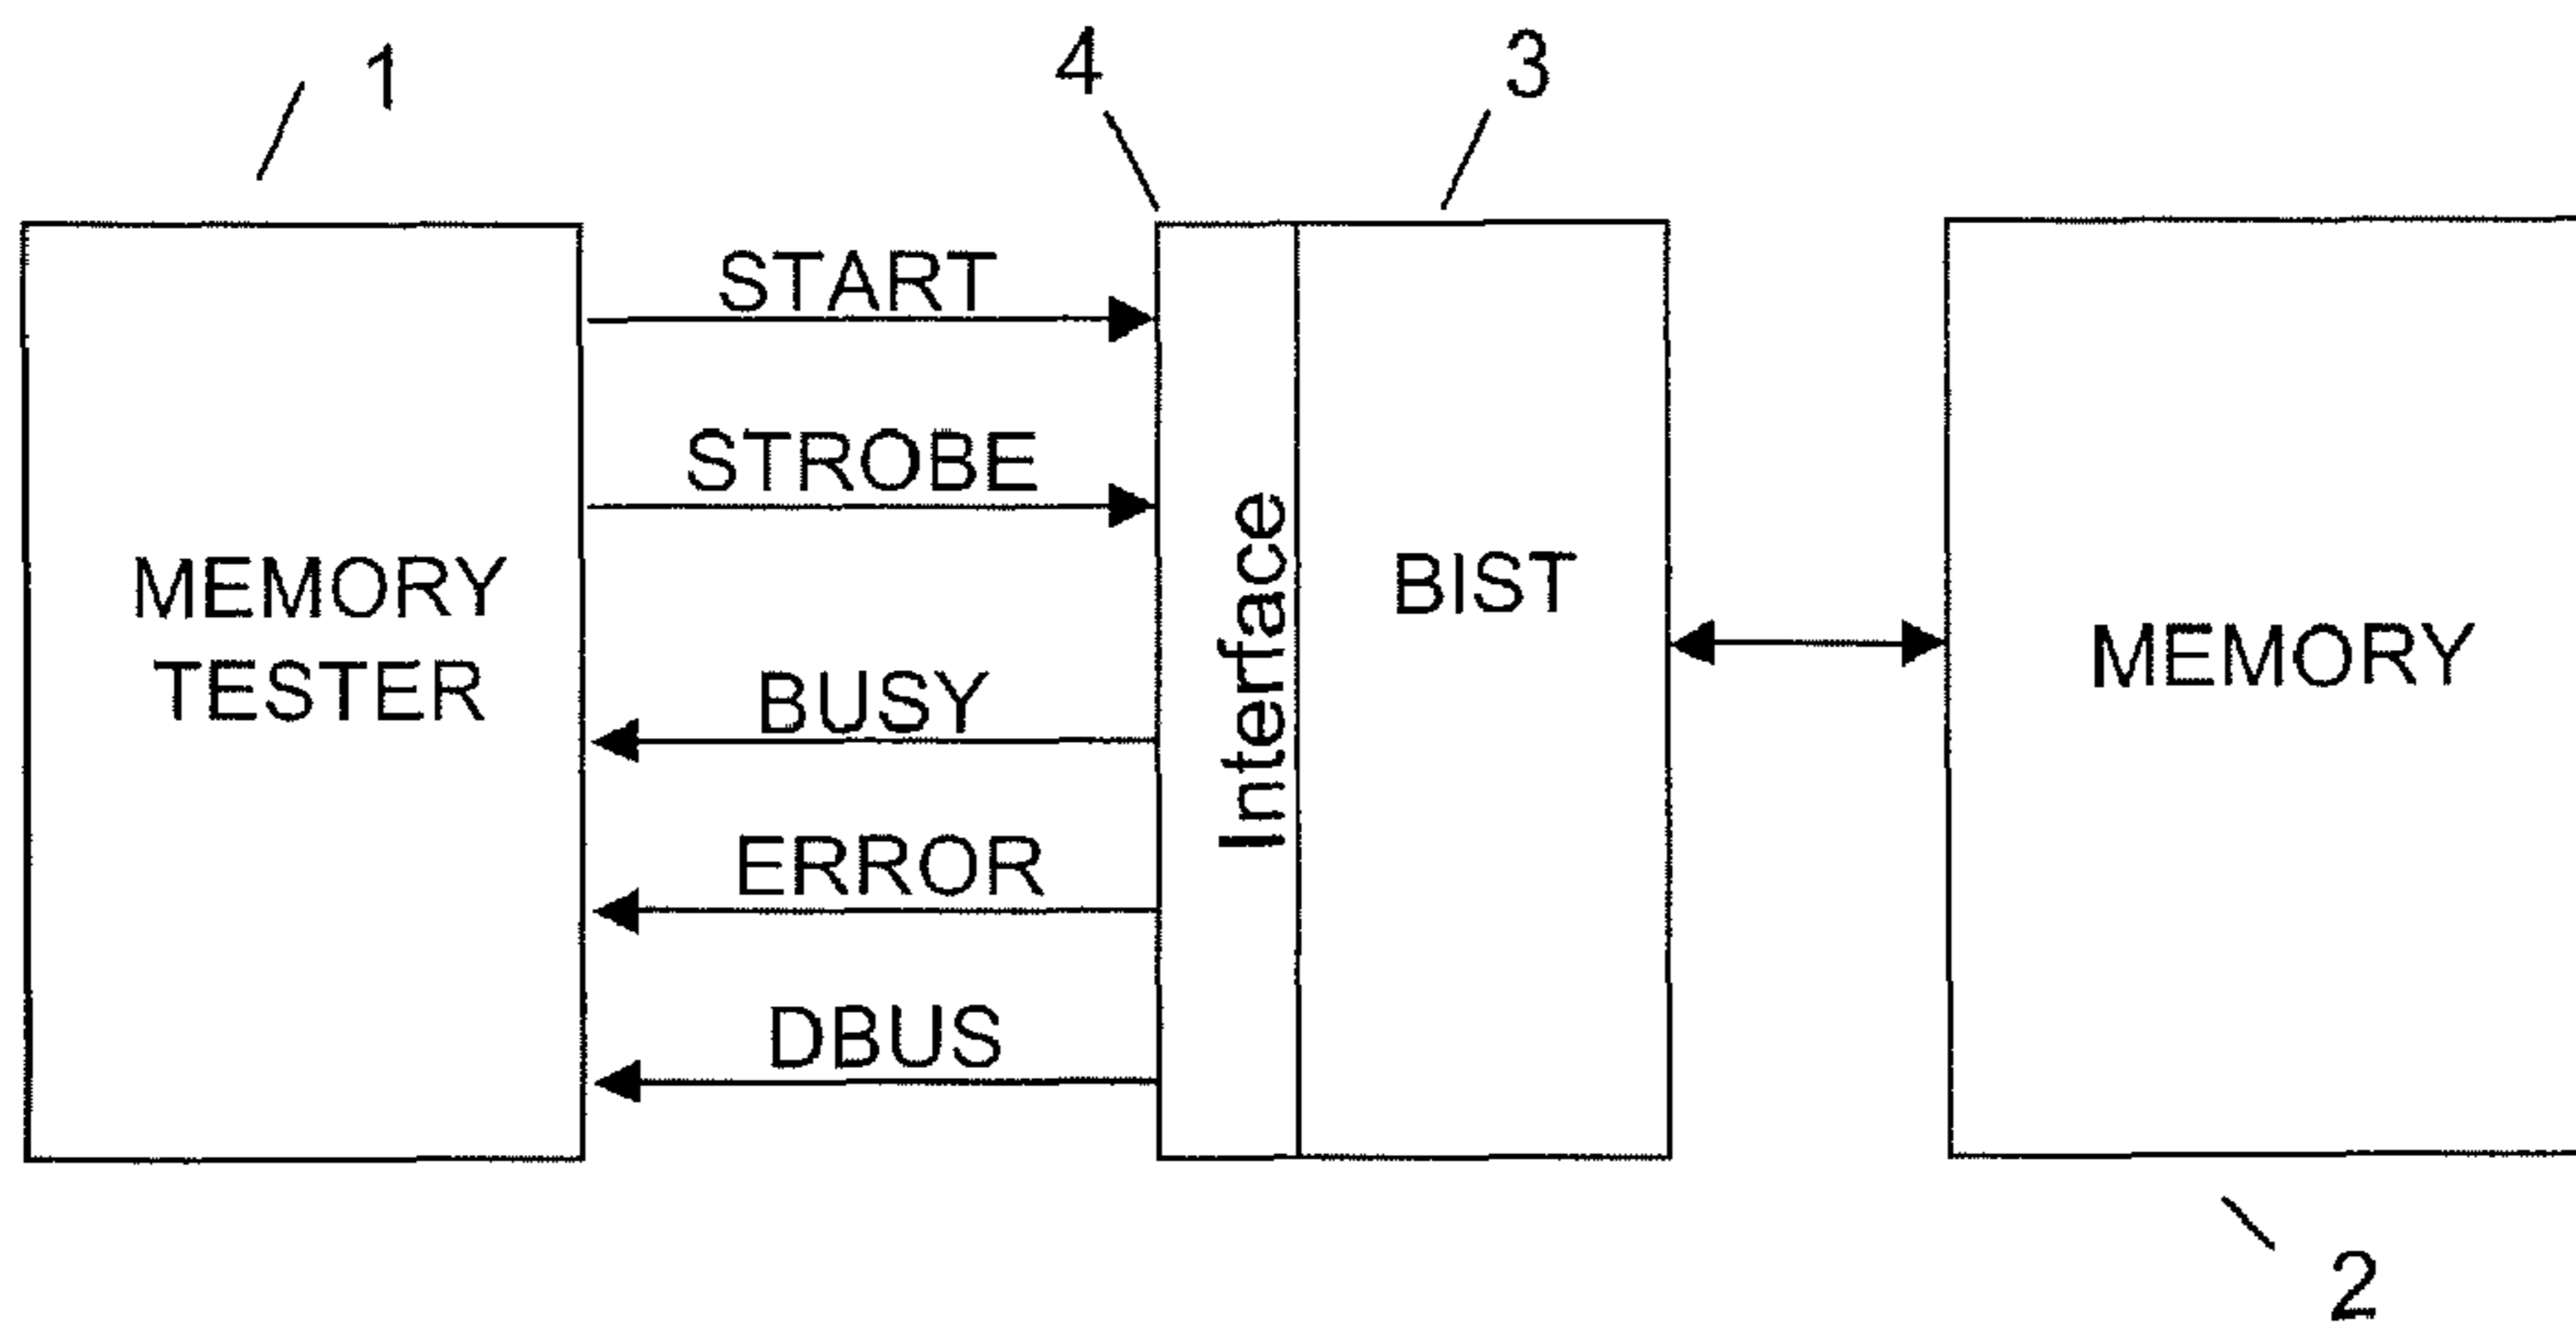 1
4
3
START
STROBE
MEMORY
TESTER
Interface
BIST
MEMORY
BUSY
ERROR
DBUS
2